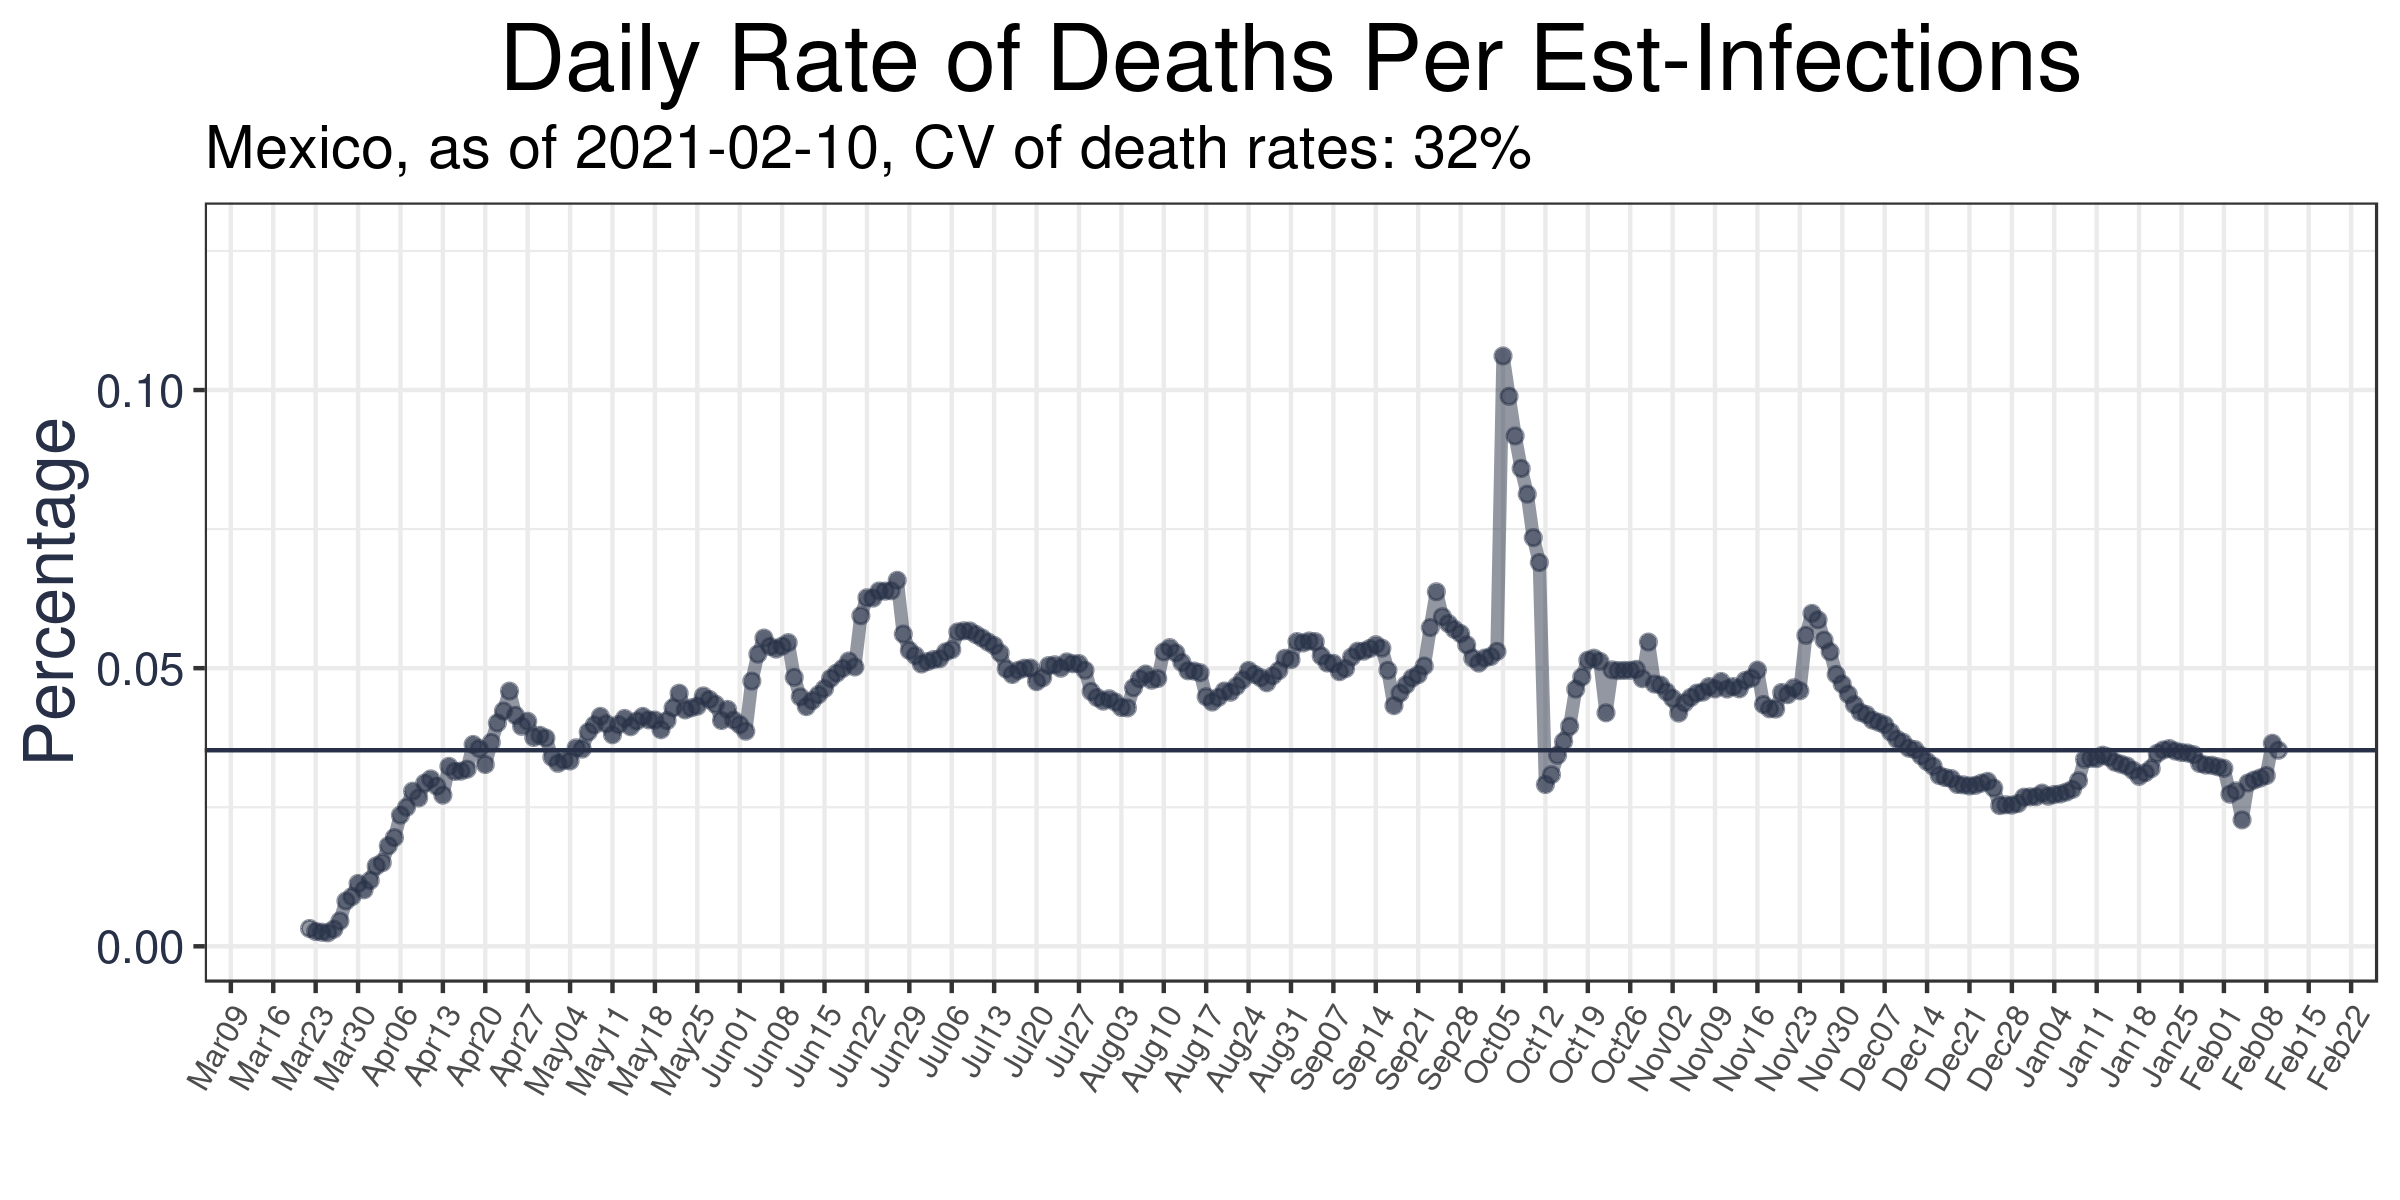 Daily Rate of Deaths Per Est-Infections
Mexico, as of 2021-02-10, CV of death rates: 32%
Percentage
0.10
0.05
0.00
Mar09
Mar16
Mar23
Mar30
Apr06
Apr13
Apr20
Apr27
May04
May11
May18
May25
Jun01
Jun08
Jun15
Jun22
Jun29
Jul06
Jul13
Jul20
Jul27
Aug03
Aug10
Aug17
Aug24
Aug31
Sep07
Sep14
Sep21
Sep28
Oct05
Oct12
Oct19
Oct26
Nov02
Nov09
Nov16
Nov23
Nov30
Dec07
Dec14
Dec21
Dec28
Jan04
Jan11
Jan18
Jan25
Feb01
Feb08
Feb15
Feb22